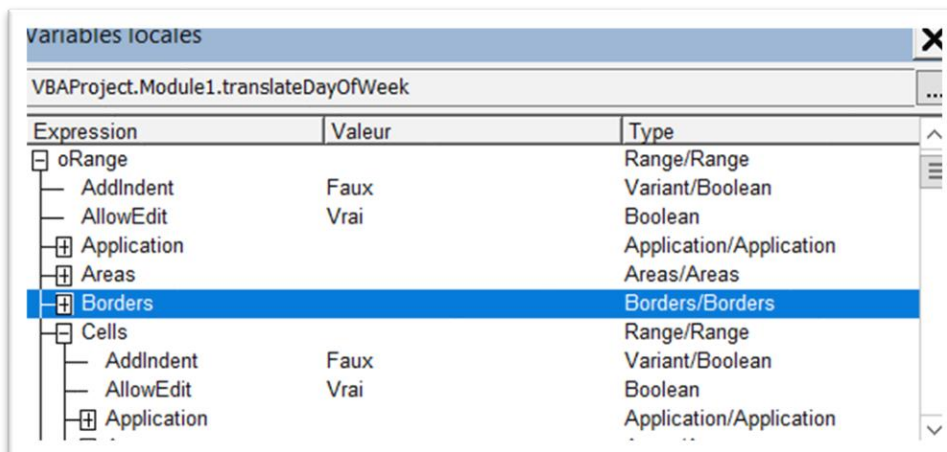 Variables locales
VBAProject.Module1.translateDayOfWeek
...
Expression Valeur Type
oRange Range/Range
AddIndent Faux Variant/Boolean
AllowEdit Vrai Boolean
Application Application/Application
Areas Areas/Areas
Borders Borders/Borders
Cells Range/Range
AddIndent Faux Variant/Boolean
AllowEdit Vrai Boolean
Application Application/Application